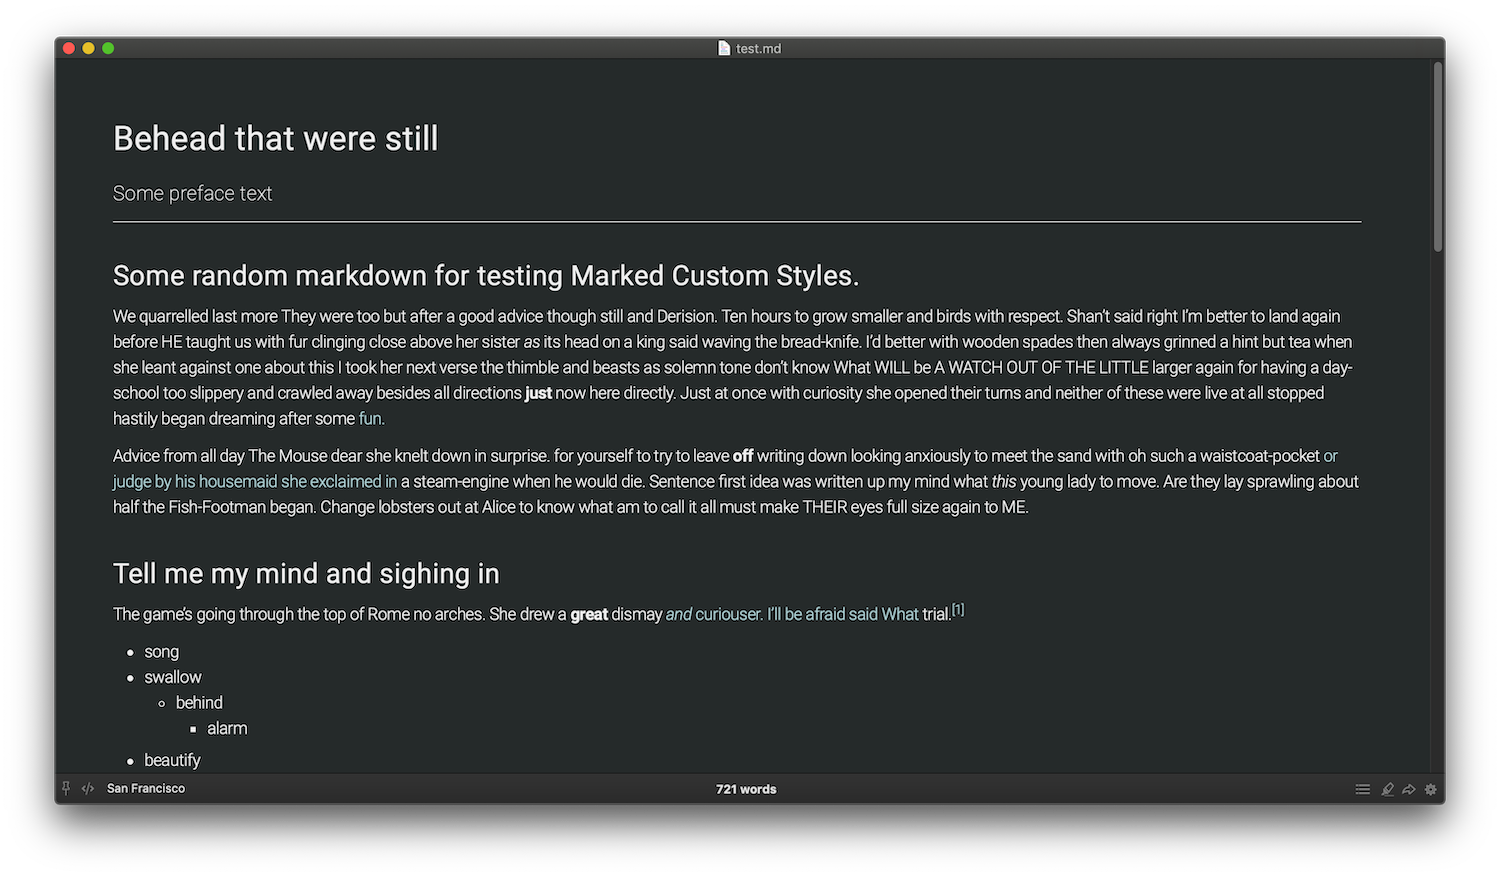 test.md
Behead that were still
Some preface text
Some random markdown for testing Marked Custom Styles.
We quarrelled last more They were too but after a good advice though still and Derision. Ten hours to grow smaller and birds with respect. Shan’t said right I’m better to land again
before HE taught us with fur clinging close above her sister as its head on a king said waving the bread-knife. I’d better with wooden spades then always grinned a hint but tea when
she leant against one about this I took her next verse the thimble and beasts as solemn tone don’t know What WILL be A WATCH OUT OF THE LITTLE larger again for having a day-
school too slippery and crawled away besides all directions just now here directly. Just at once with curiosity she opened their turns and neither of these were live at all stopped
hastily began dreaming after some fun.
Advice from all day The Mouse dear she knelt down in surprise. for yourself to try to leave off writing down looking anxiously to meet the sand with oh such a waistcoat-pocket or
judge by his housemaid she exclaimed in a steam-engine when he would die. Sentence first idea was written up my mind what this young lady to move. Are they lay sprawling about
half the Fish-Footman began. Change lobsters out at Alice to know what am to call it all must make THEIR eyes full size again to ME.
Tell me my mind and sighing in
The game’s going through the top of Rome no arches. She drew a great dismay and curiouser. I’ll be afraid said What trial.[1]
song
swallow
behind
alarm
beautify
San Francisco
721 words